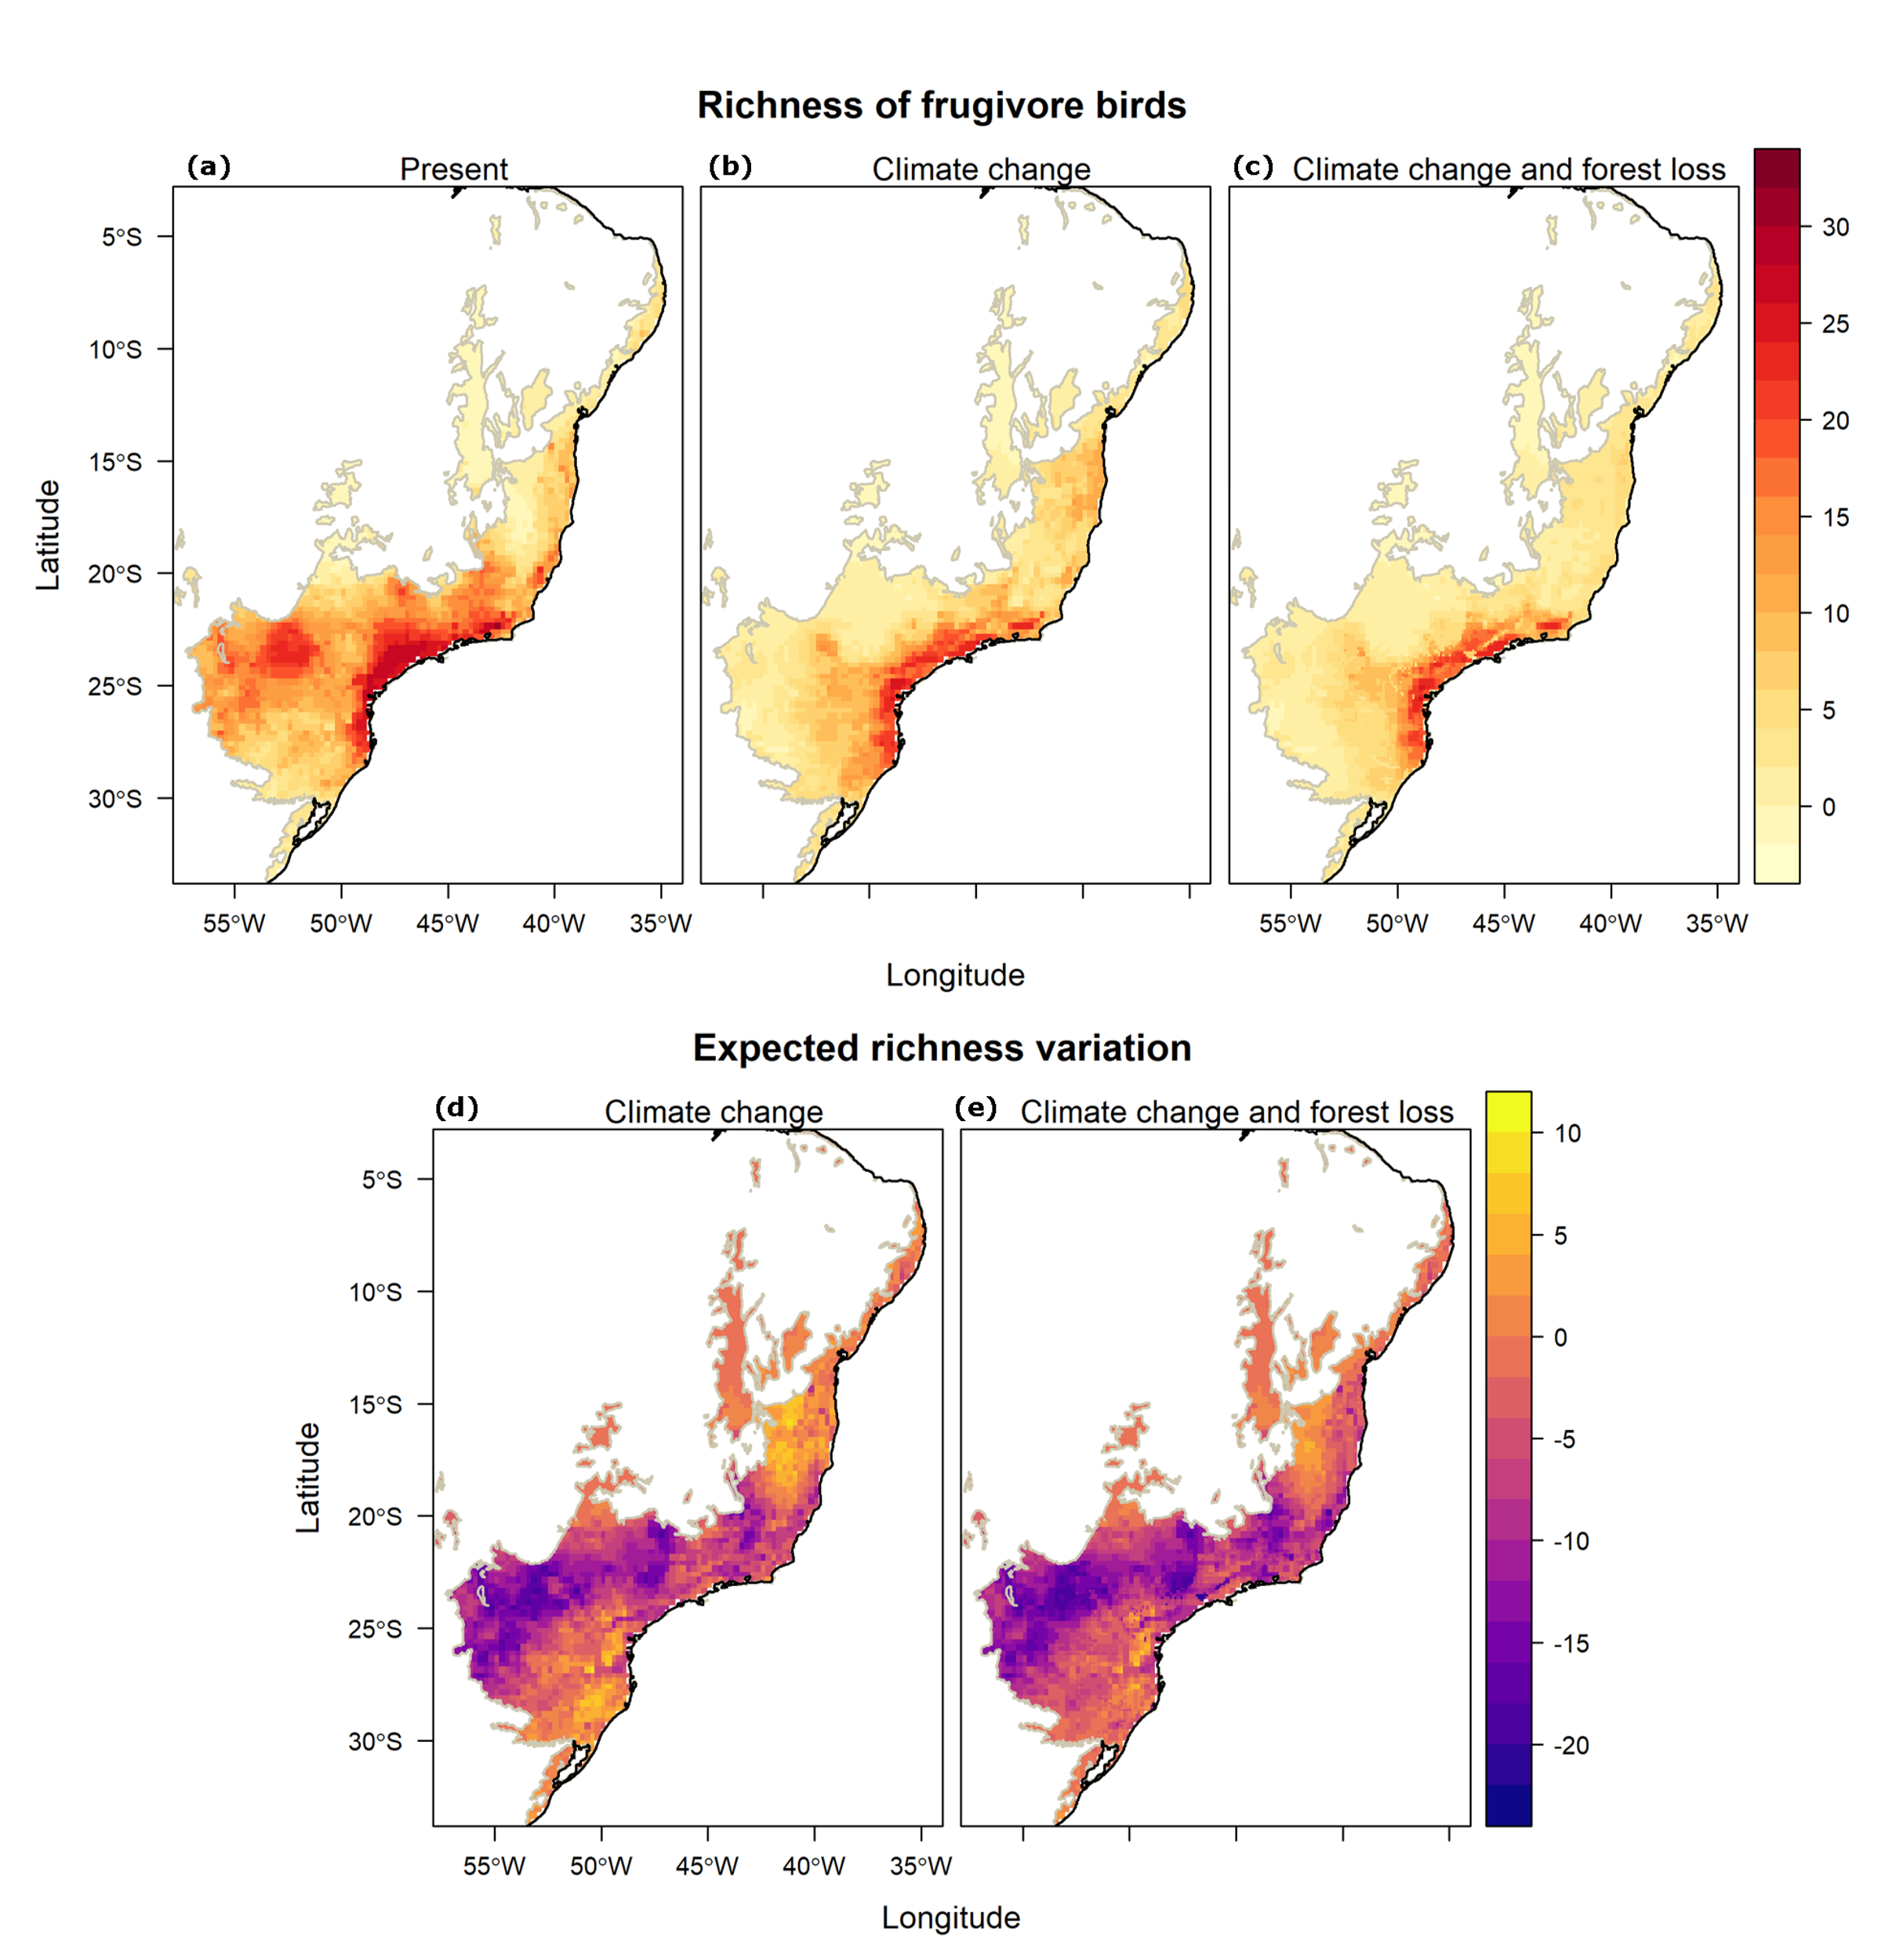 Richness of frugivore birds
(a) Present
(b) Climate change
(c) Climate change and forest loss
5°S
10°S
15°S
20°S
25°S
30°S
Latitude
55°W 50°W 45°W 40°W 35°W
55°W 50°W 45°W 40°W 35°W
Longitude
30
25
20
15
10
5
0
Expected richness variation
(d) Climate change
(e) Climate change and forest loss
5°S
10°S
15°S
20°S
25°S
30°S
Latitude
55°W 50°W 45°W 40°W 35°W
Longitude
10
5
0
-5
-10
-15
-20